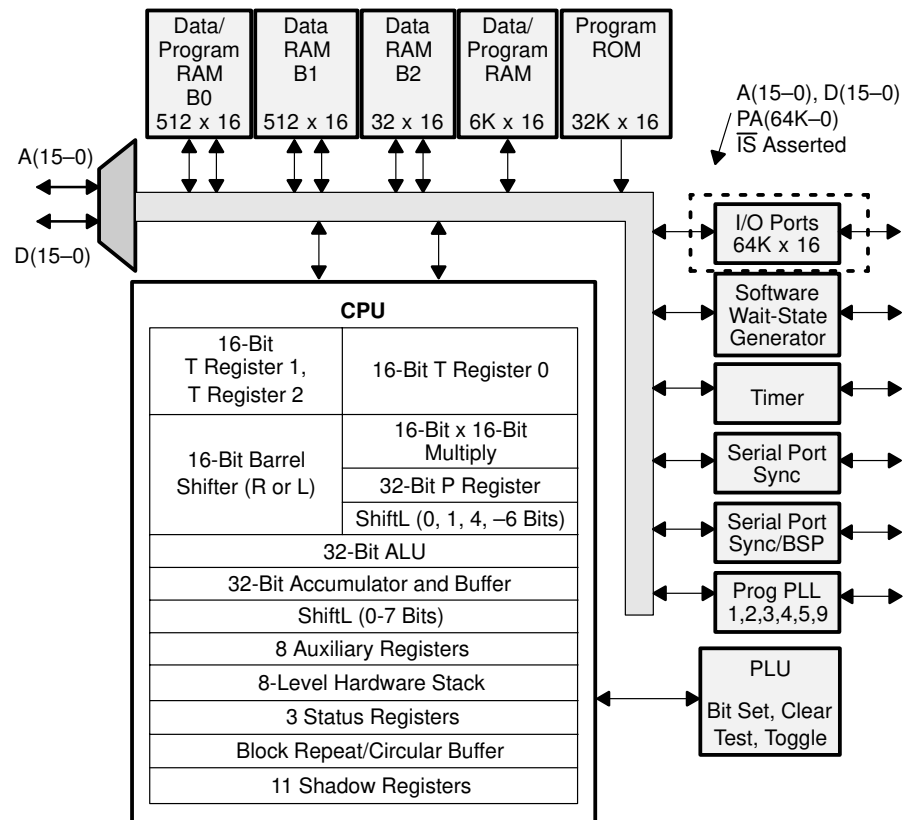 Data/
Program
RAM
B0
512 x 16
Data
RAM
B1
512 x 16
Data
RAM
B2
32 x 16
Data/
Program
RAM
6K x 16
Program
ROM
32K x 16
A(15–0)
D(15–0)
A(15–0), D(15–0)
PA(64K–0)
I̅S̅ Asserted
I/O Ports
64K x 16
Software
Wait-State
Generator
Timer
Serial Port
Sync
Serial Port
Sync/BSP
Prog PLL
1,2,3,4,5,9
PLU
Bit Set, Clear
Test, Toggle
CPU
16-Bit
T Register 1,
T Register 2
16-Bit T Register 0
16-Bit Barrel
Shifter (R or L)
16-Bit x 16-Bit
Multiply
32-Bit P Register
ShiftL (0, 1, 4, –6 Bits)
32-Bit ALU
32-Bit Accumulator and Buffer
ShiftL (0-7 Bits)
8 Auxiliary Registers
8-Level Hardware Stack
3 Status Registers
Block Repeat/Circular Buffer
11 Shadow Registers